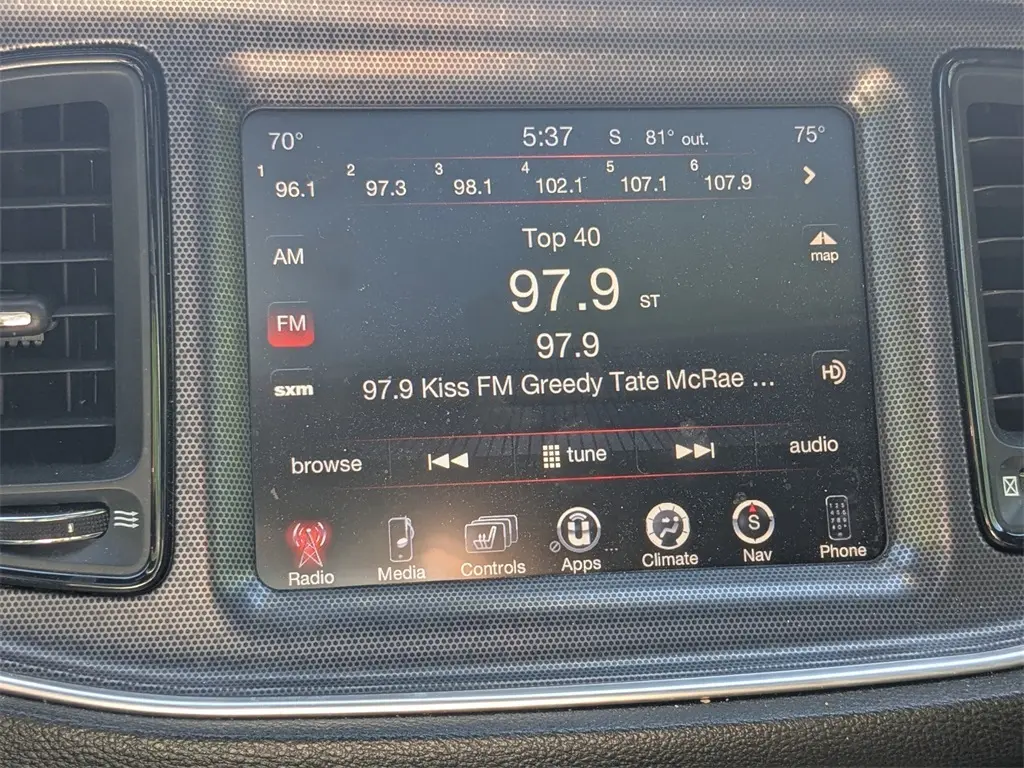 70° 5:37 S 81° out. 75°
1 96.1 2 97.3 3 98.1 4 102.1 5 107.1 6 107.9
Top 40
AM
map
97.9 ST
FM
97.9
HD
sxm
97.9 Kiss FM Greedy Tate McRae ...
browse tune audio
S
Radio Media Controls Apps Climate Nav Phone